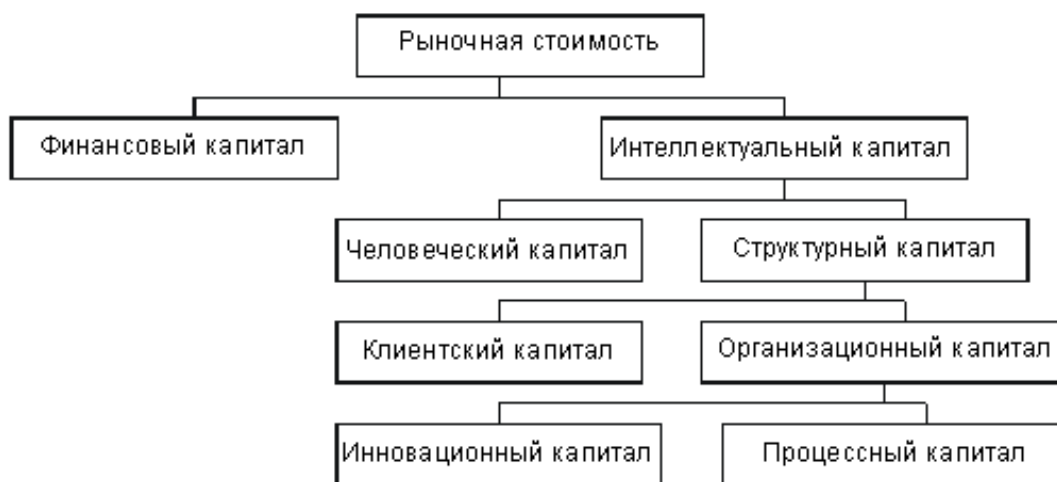 Рыночная стоимость
Финансовый капитал
Интеллектуальный капитал
Человеческий капитал
Структурный капитал
Клиентский капитал
Организационный капитал
Инновационный капитал
Процессный капитал